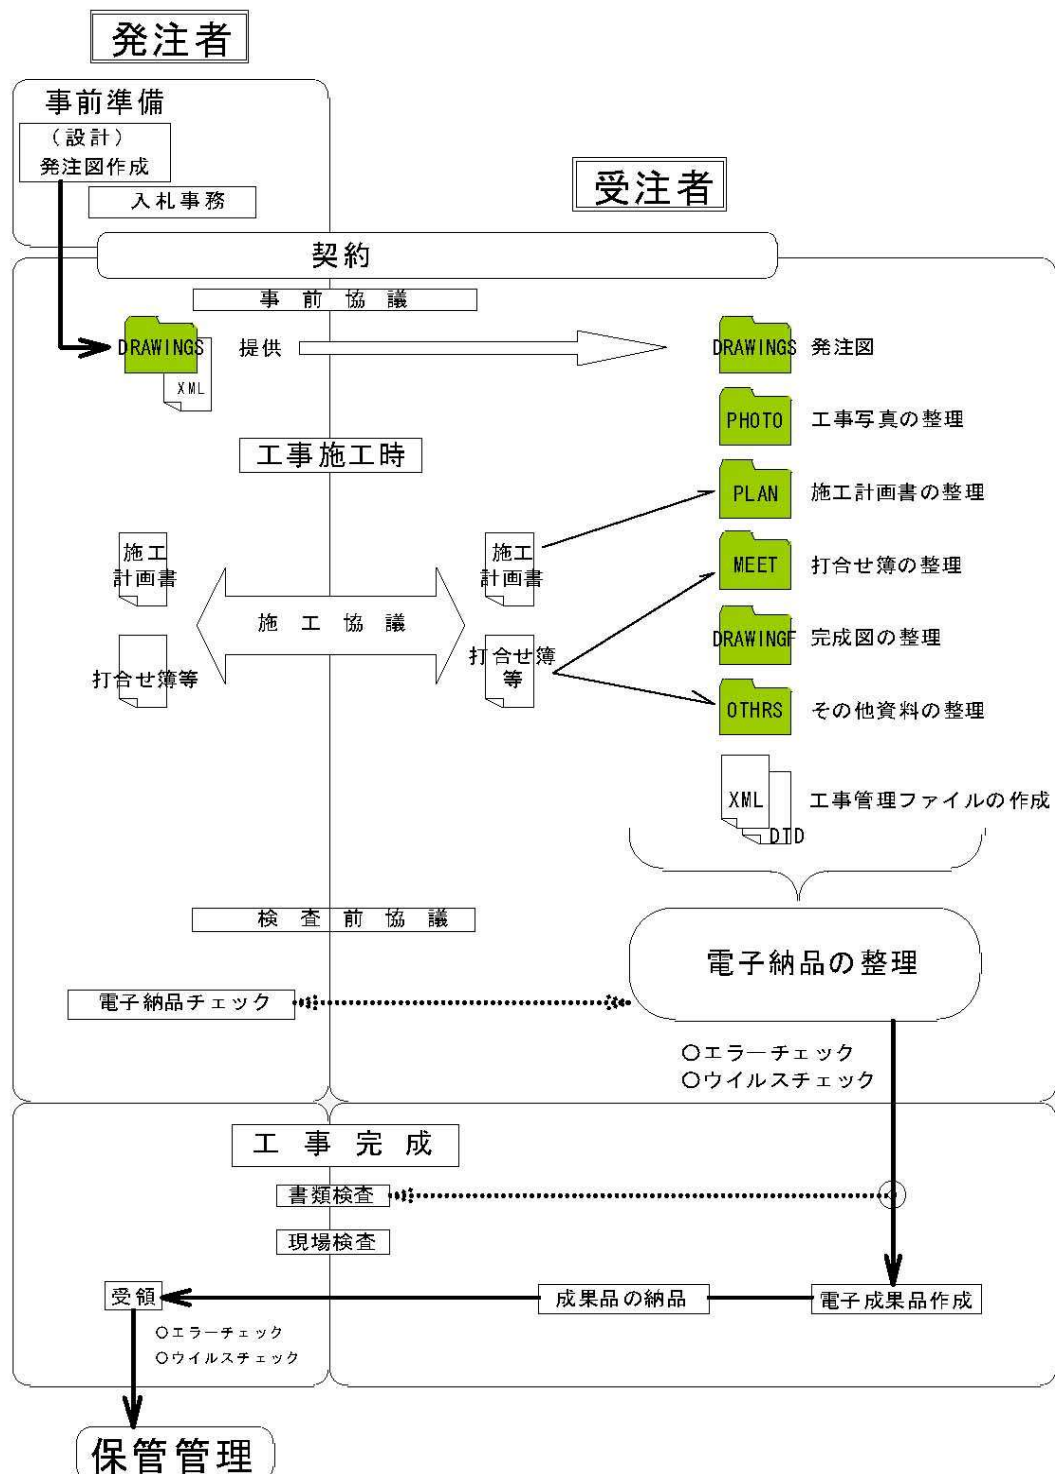 発注者
事前準備
（設計）
発注図作成
入札事務
受注者
契約
事前協議
DRAWINGS
XML
提供
DRAWINGS
発注図
PHOTO
工事写真の整理
工事施工時
PLAN
施工計画書の整理
施工
計画書
施工
計画書
MEET
打合せ簿の整理
施工協議
DRAWINGF
完成図の整理
打合せ簿等
打合せ簿
等
OTHRS
その他資料の整理
XML
DTD
工事管理ファイルの作成
検査前協議
電子納品の整理
電子納品チェック
○エラーチェック
○ウイルスチェック
工事完成
書類検査
現場検査
受領
成果品の納品
電子成果品作成
○エラーチェック
○ウイルスチェック
保管管理